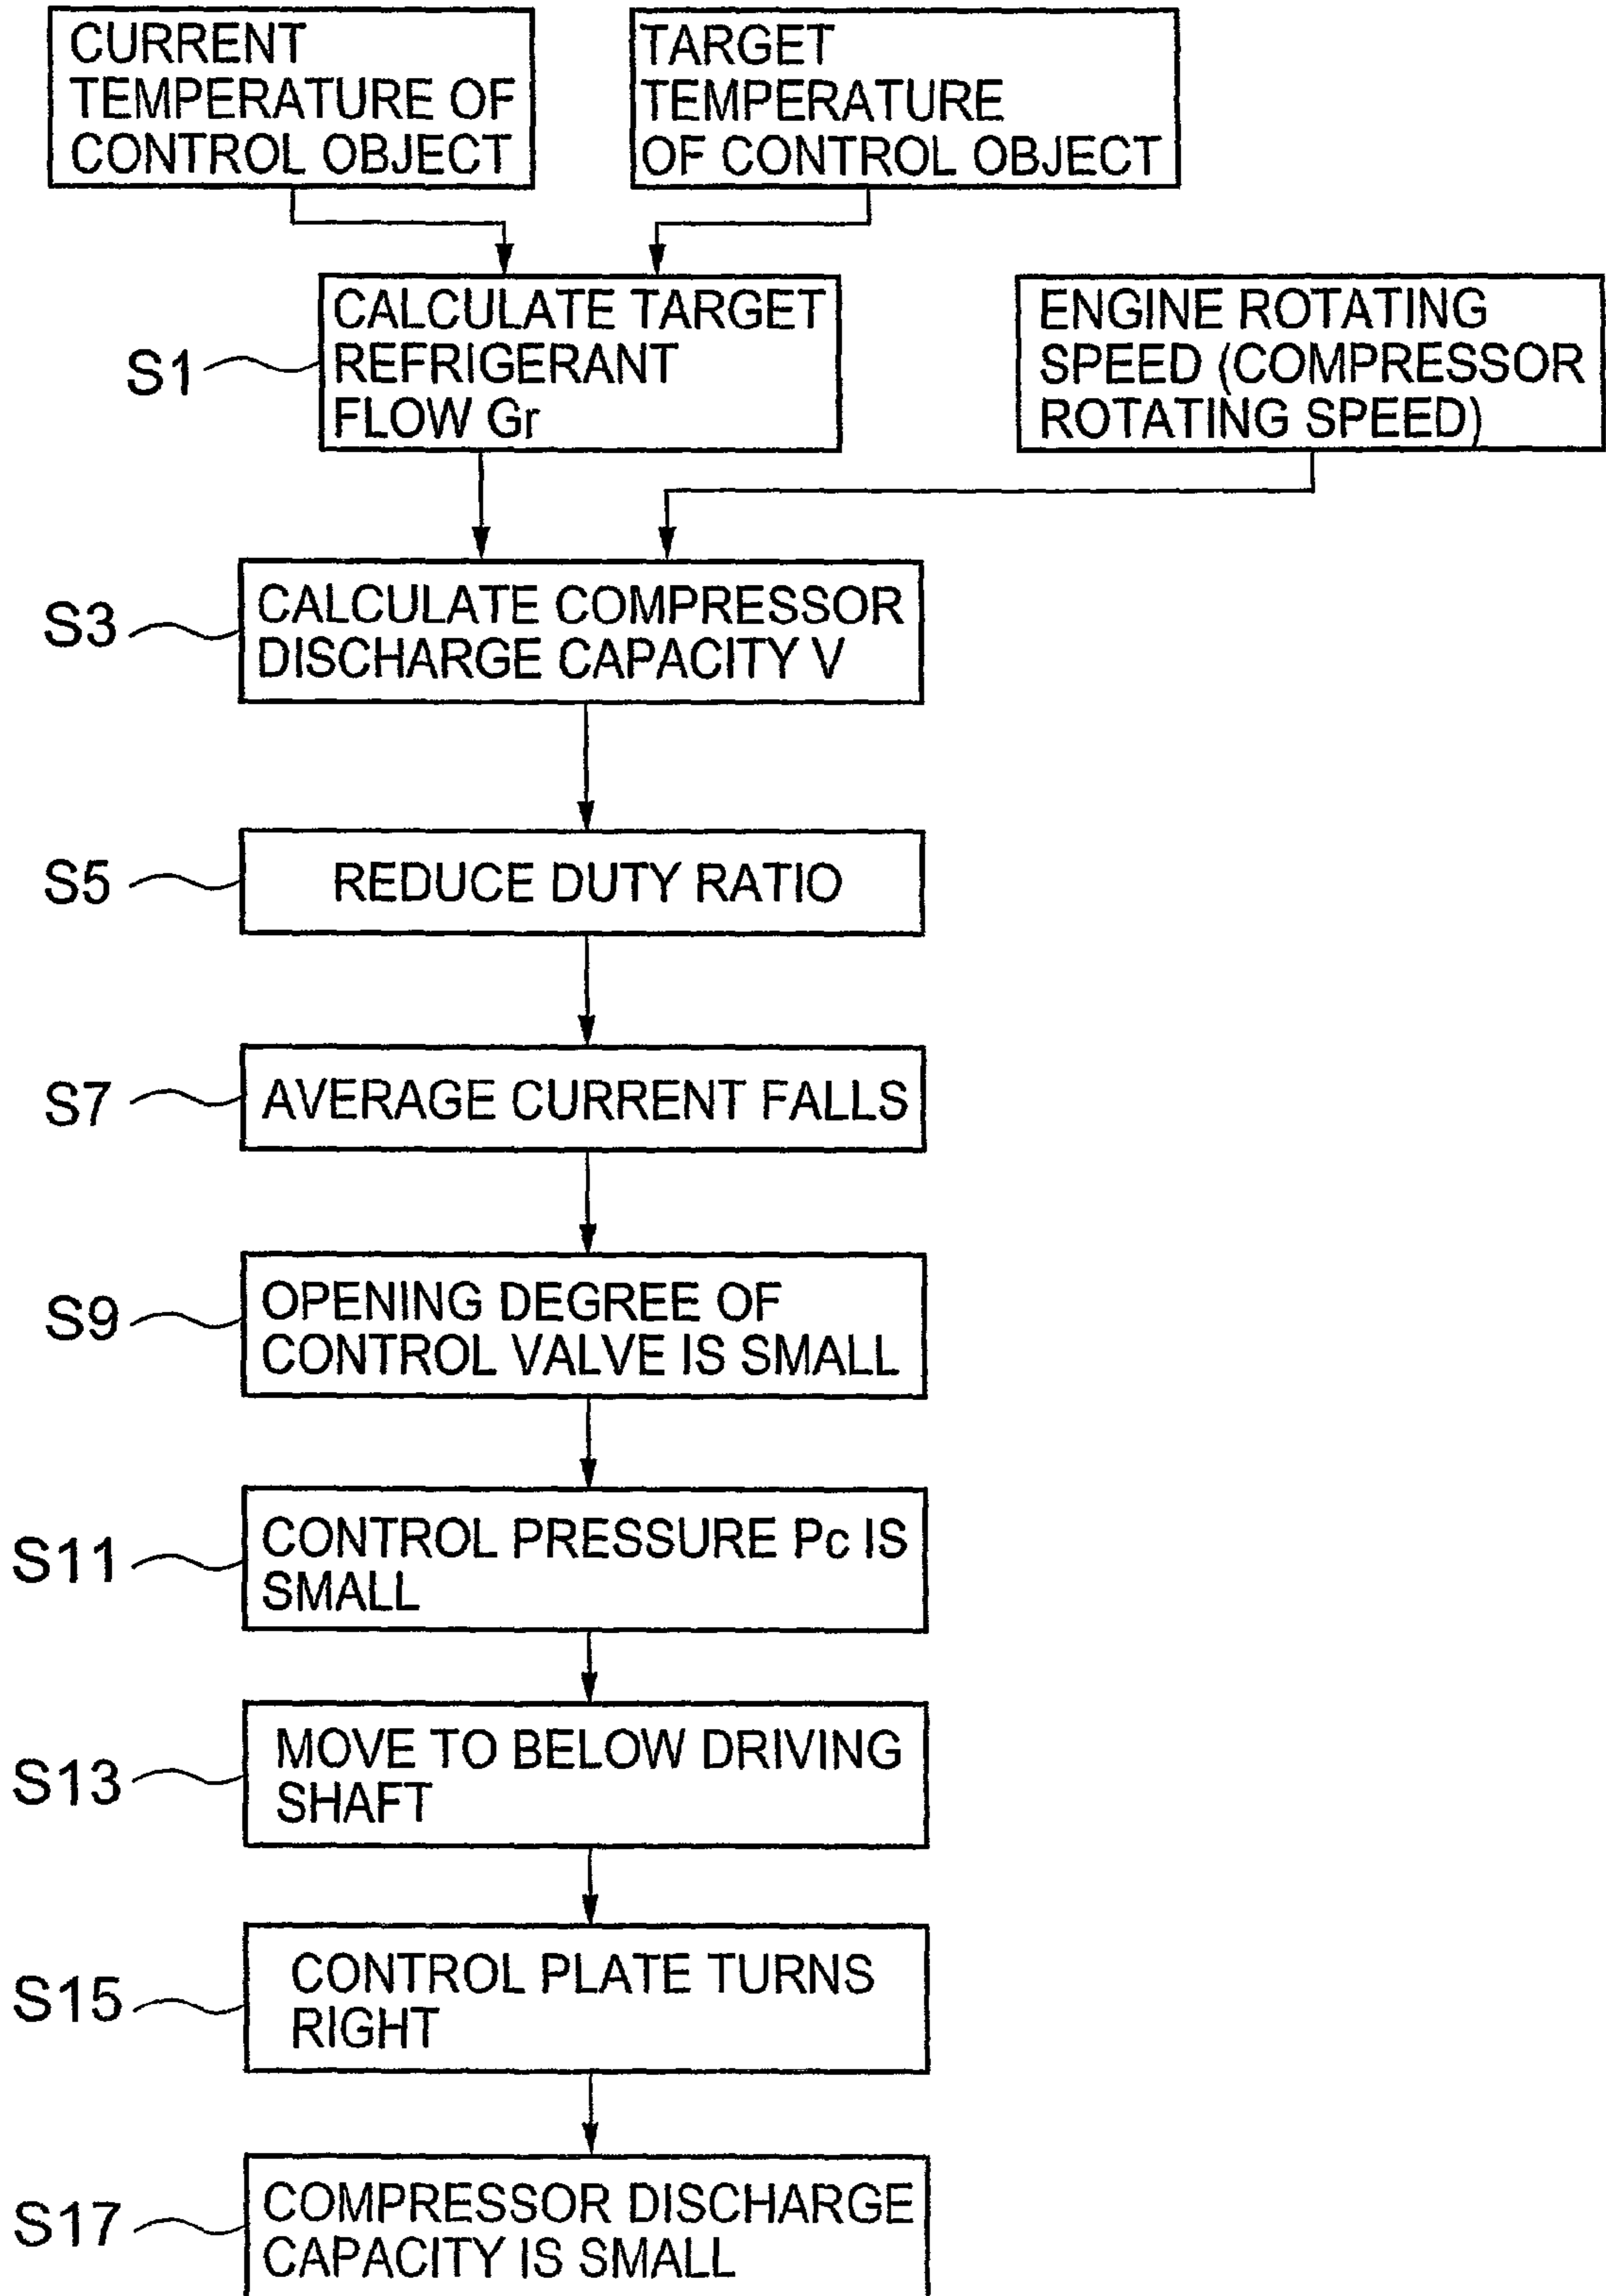 CURRENT
TEMPERATURE OF
CONTROL OBJECT
TARGET
TEMPERATURE
OF CONTROL OBJECT
S1
CALCULATE TARGET
REFRIGERANT
FLOW Gr
ENGINE ROTATING
SPEED (COMPRESSOR
ROTATING SPEED)
S3
CALCULATE COMPRESSOR
DISCHARGE CAPACITY V
S5
REDUCE DUTY RATIO
S7
AVERAGE CURRENT FALLS
S9
OPENING DEGREE OF
CONTROL VALVE IS SMALL
S11
CONTROL PRESSURE Pc IS
SMALL
S13
MOVE TO BELOW DRIVING
SHAFT
S15
CONTROL PLATE TURNS
RIGHT
S17
COMPRESSOR DISCHARGE
CAPACITY IS SMALL